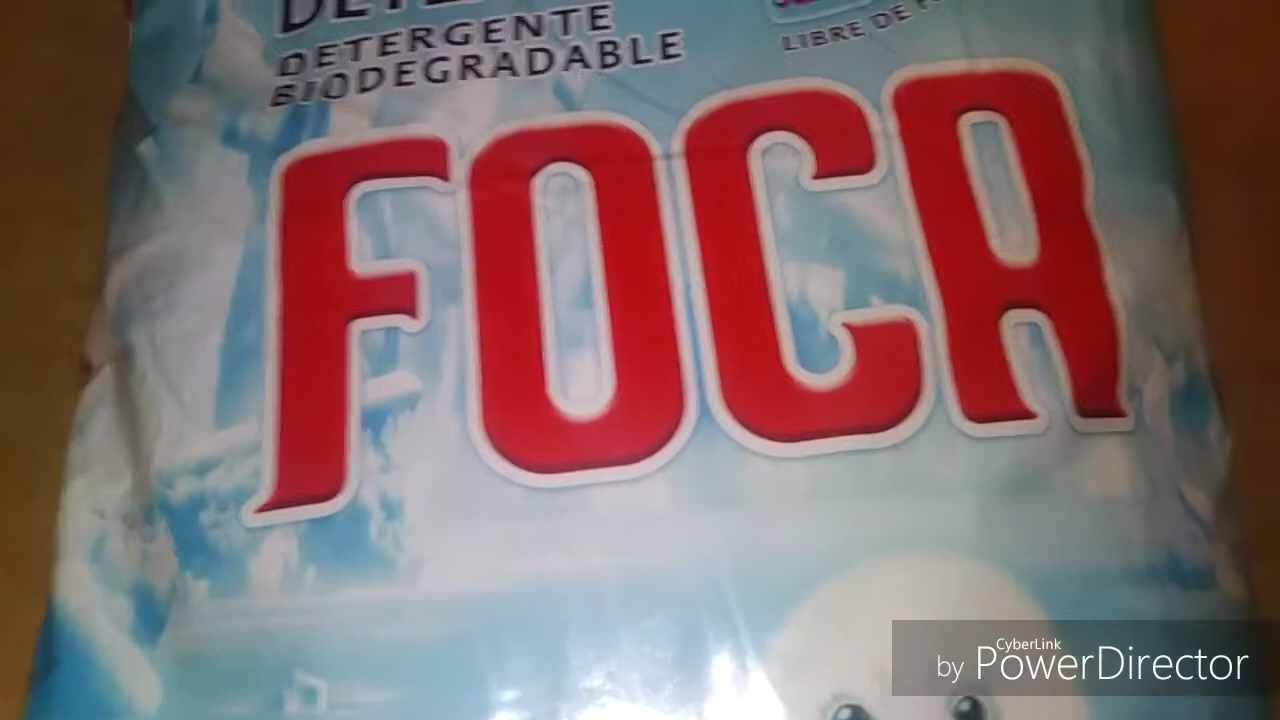 DETERGENTE
BIODEGRADABLE
LIBRE DE
FOCA
CyberLink
by PowerDirector